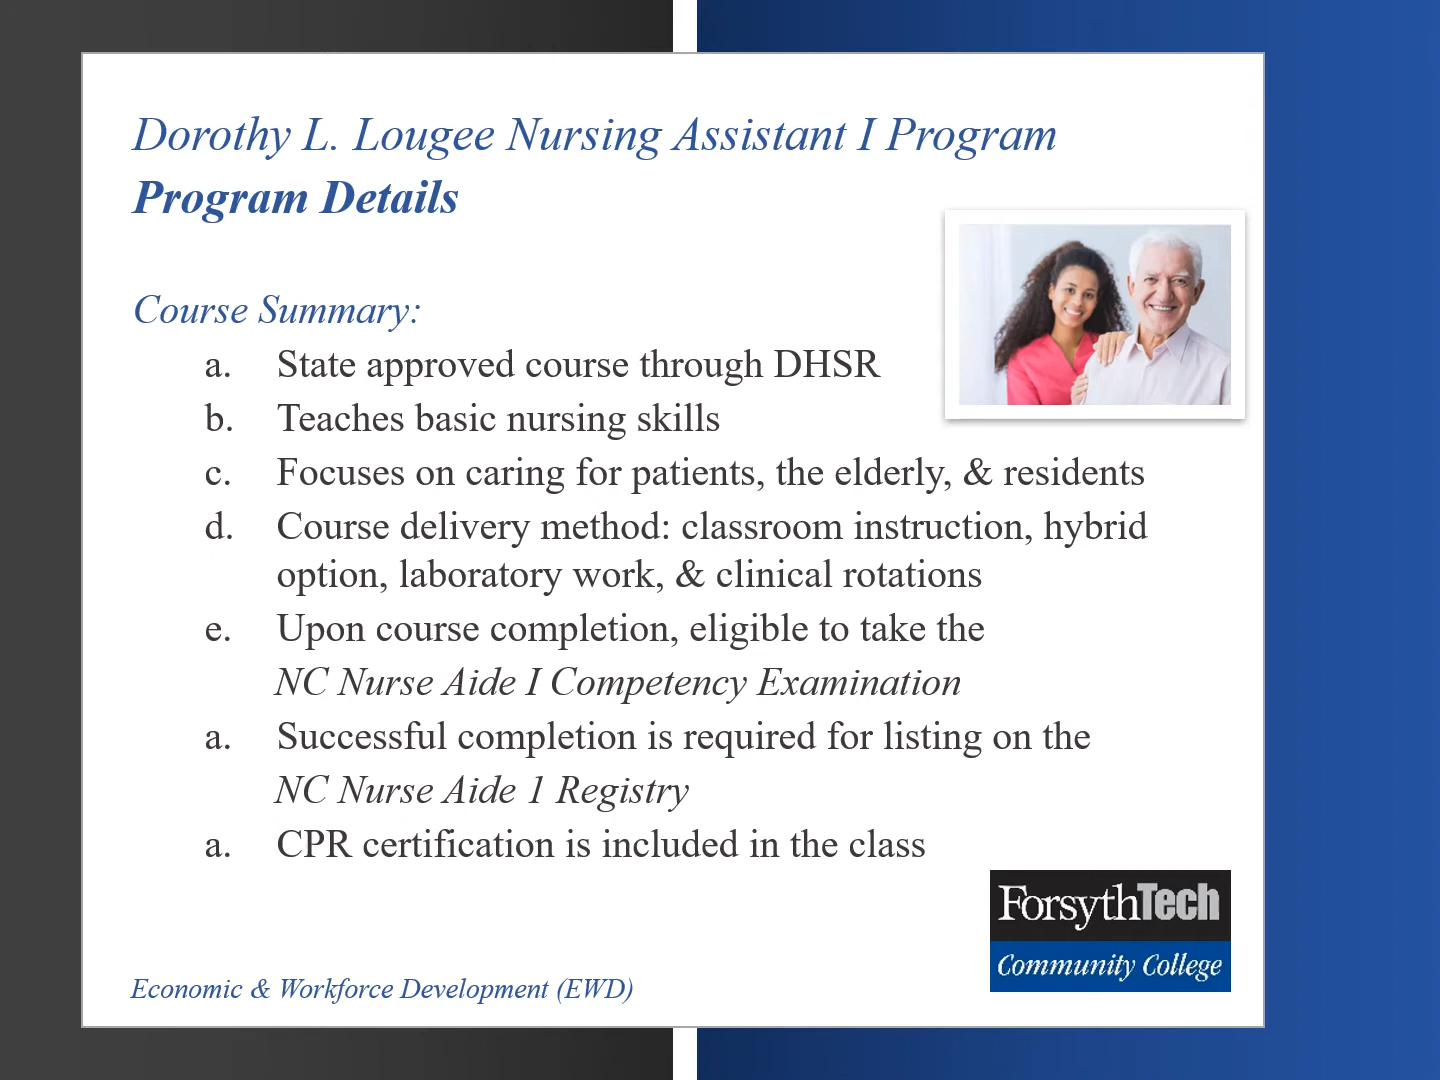 Dorothy L. Lougee Nursing Assistant I Program
Program Details
Course Summary:
a. State approved course through DHSR
b. Teaches basic nursing skills
c. Focuses on caring for patients, the elderly, & residents
d. Course delivery method: classroom instruction, hybrid
option, laboratory work, & clinical rotations
e. Upon course completion, eligible to take the
NC Nurse Aide I Competency Examination
a. Successful completion is required for listing on the
NC Nurse Aide 1 Registry
a. CPR certification is included in the class
ForsythTech
Community College
Economic & Workforce Development (EWD)